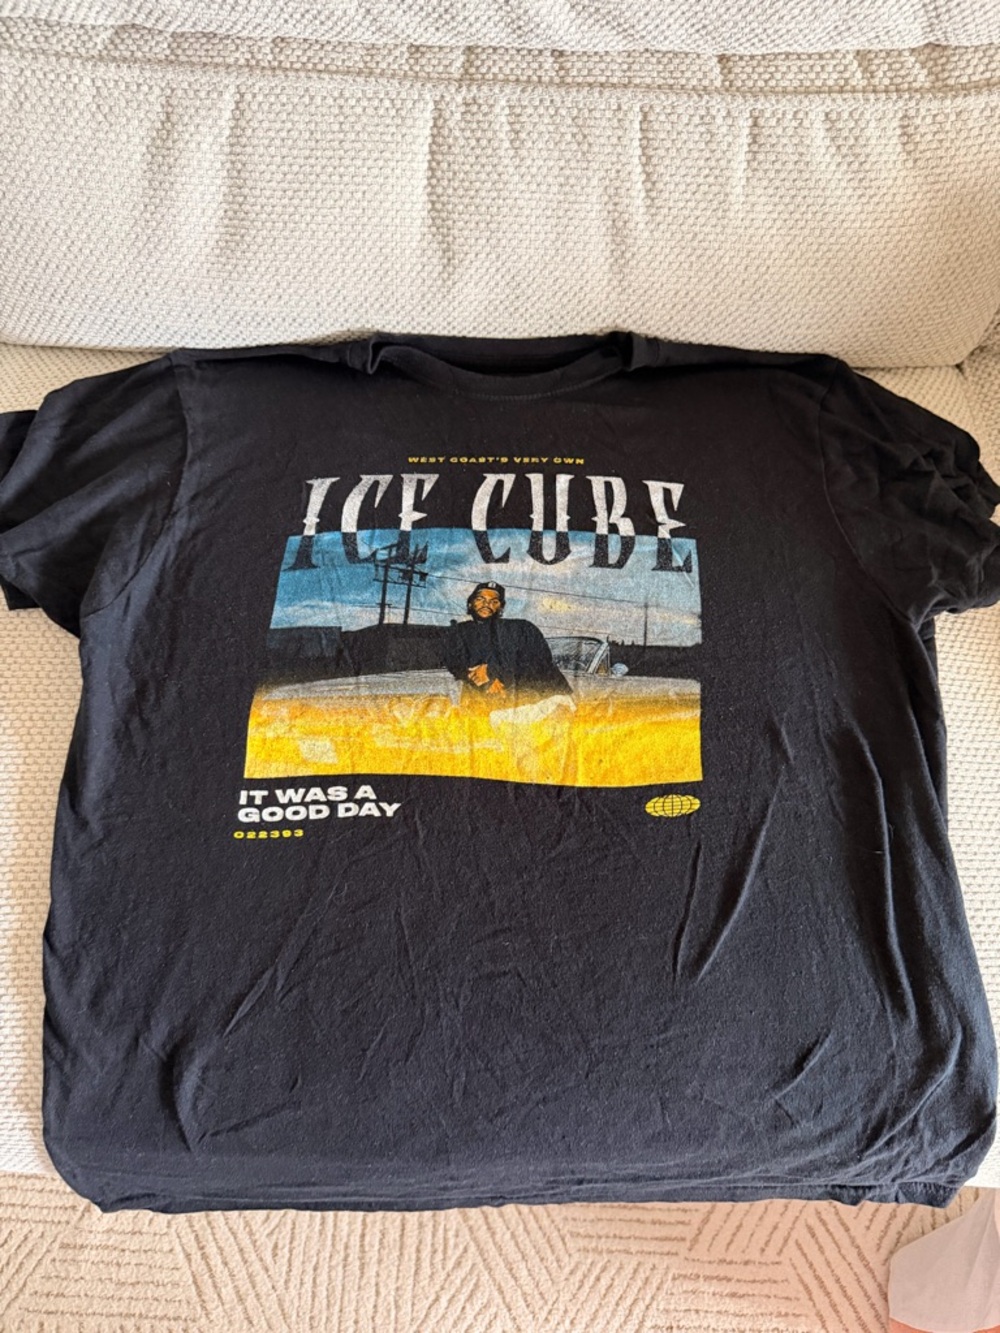 WEST COAST'S VERY OWN
ICE CUBE
IT WAS A
GOOD DAY
022393